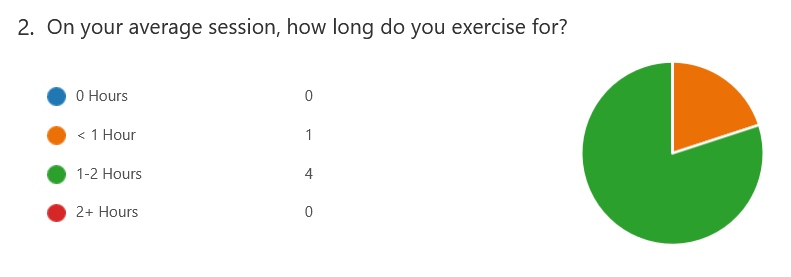 2. On your average session, how long do you exercise for?
0 Hours 0
< 1 Hour 1
1-2 Hours 4
2+ Hours 0